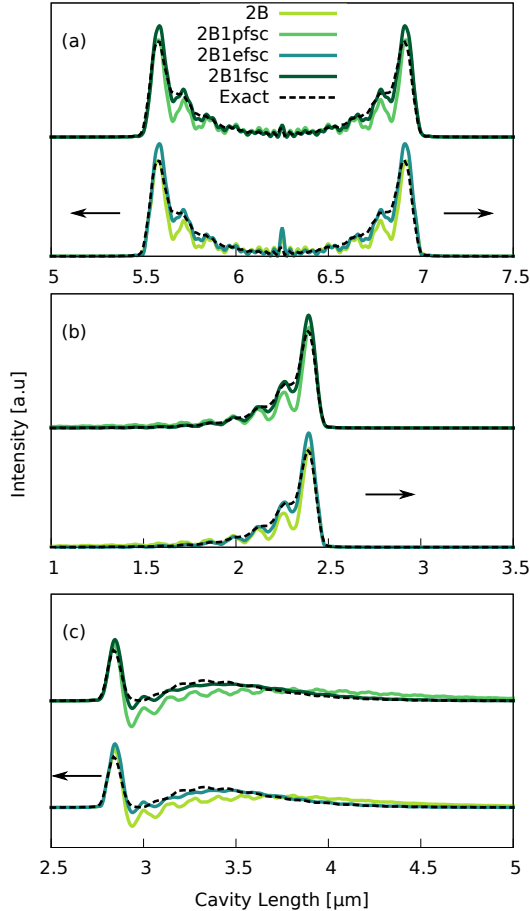 (a)
2B
2B1pfsc
2B1efsc
2B1fsc
Exact
5 5.5 6 6.5 7 7.5
(b)
Intensity [a.u]
1 1.5 2 2.5 3 3.5
(c)
2.5 3 3.5 4 4.5 5
Cavity Length [μm]